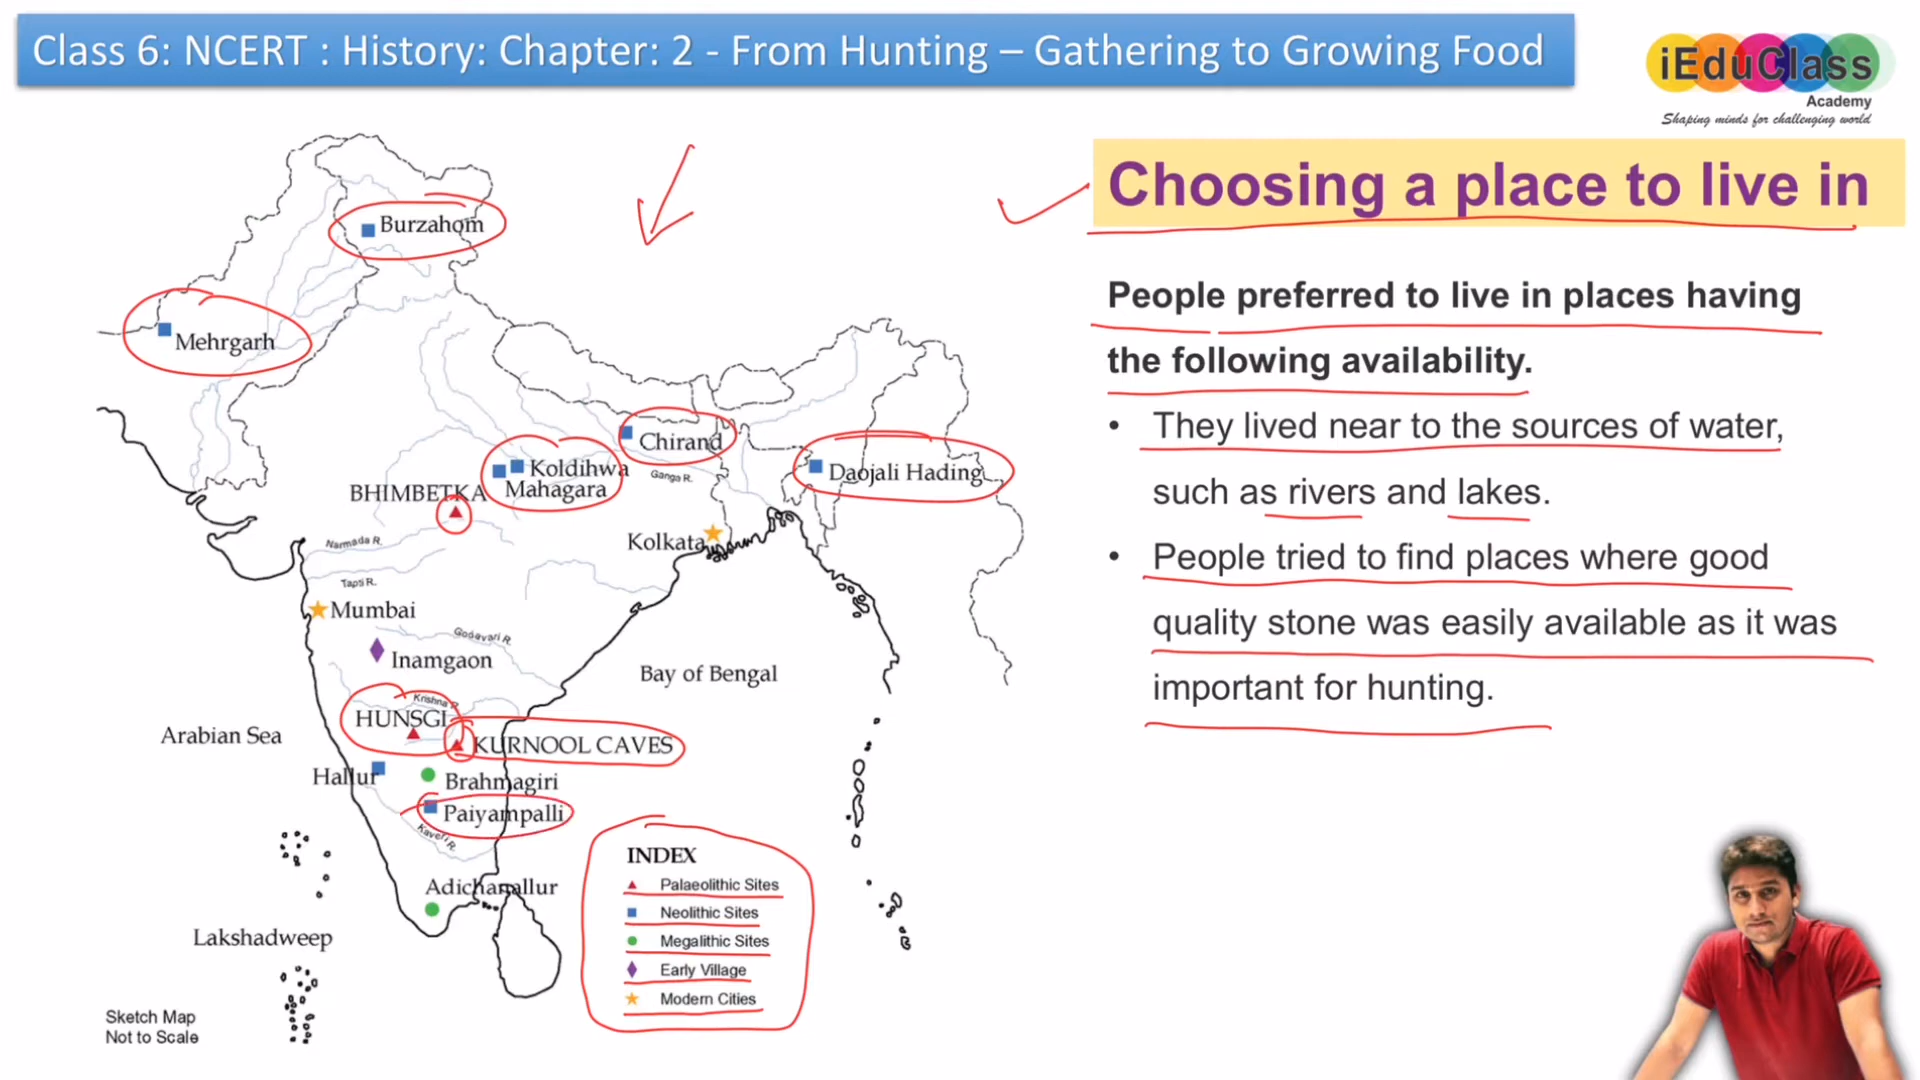 Class 6: NCERT : History: Chapter: 2 - From Hunting – Gathering to Growing Food
iEduClass
Academy
Shaping minds for challenging world
Choosing a place to live in
People preferred to live in places having
the following availability.
• They lived near to the sources of water,
such as rivers and lakes.
• People tried to find places where good
quality stone was easily available as it was
important for hunting.
Burzahom
Mehrgarh
Chirand
Koldihwa
Mahagara
Ganga R.
Daojali Hading
BHIMBETKA
Narmada R.
Kolkata
Tapti R.
Mumbai
Godavari R.
Inamgaon
Bay of Bengal
Krishna R.
HUNSGI
Arabian Sea
KURNOOL CAVES
Hallur
Brahmagiri
Paiyampalli
Kaveri R.
Adichanallur
Lakshadweep
INDEX
Palaeolithic Sites
Neolithic Sites
Megalithic Sites
Early Village
Modern Cities
Sketch Map
Not to Scale